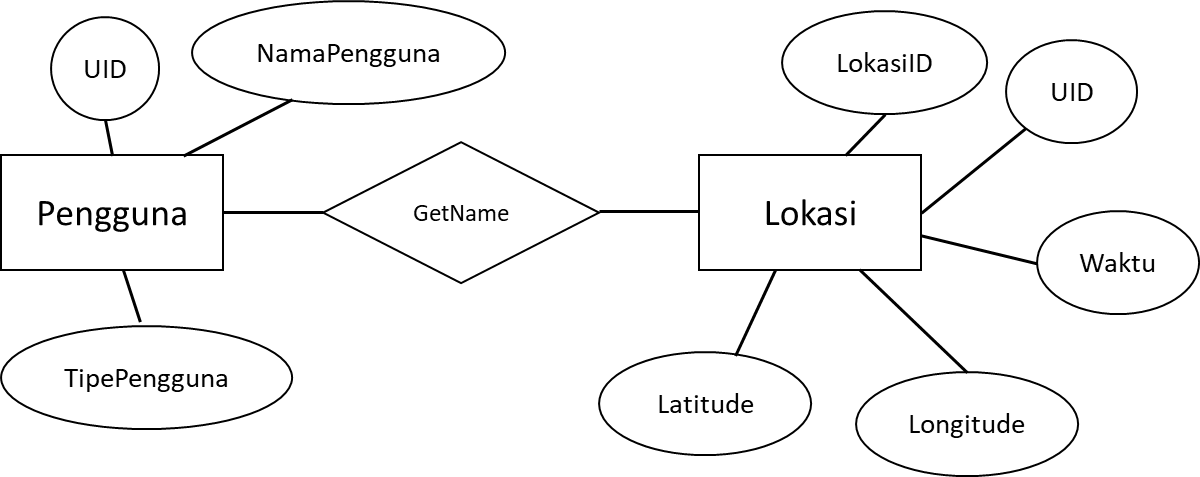 UID
NamaPengguna
LokasiID
UID
Pengguna
GetName
Lokasi
Waktu
TipePengguna
Latitude
Longitude